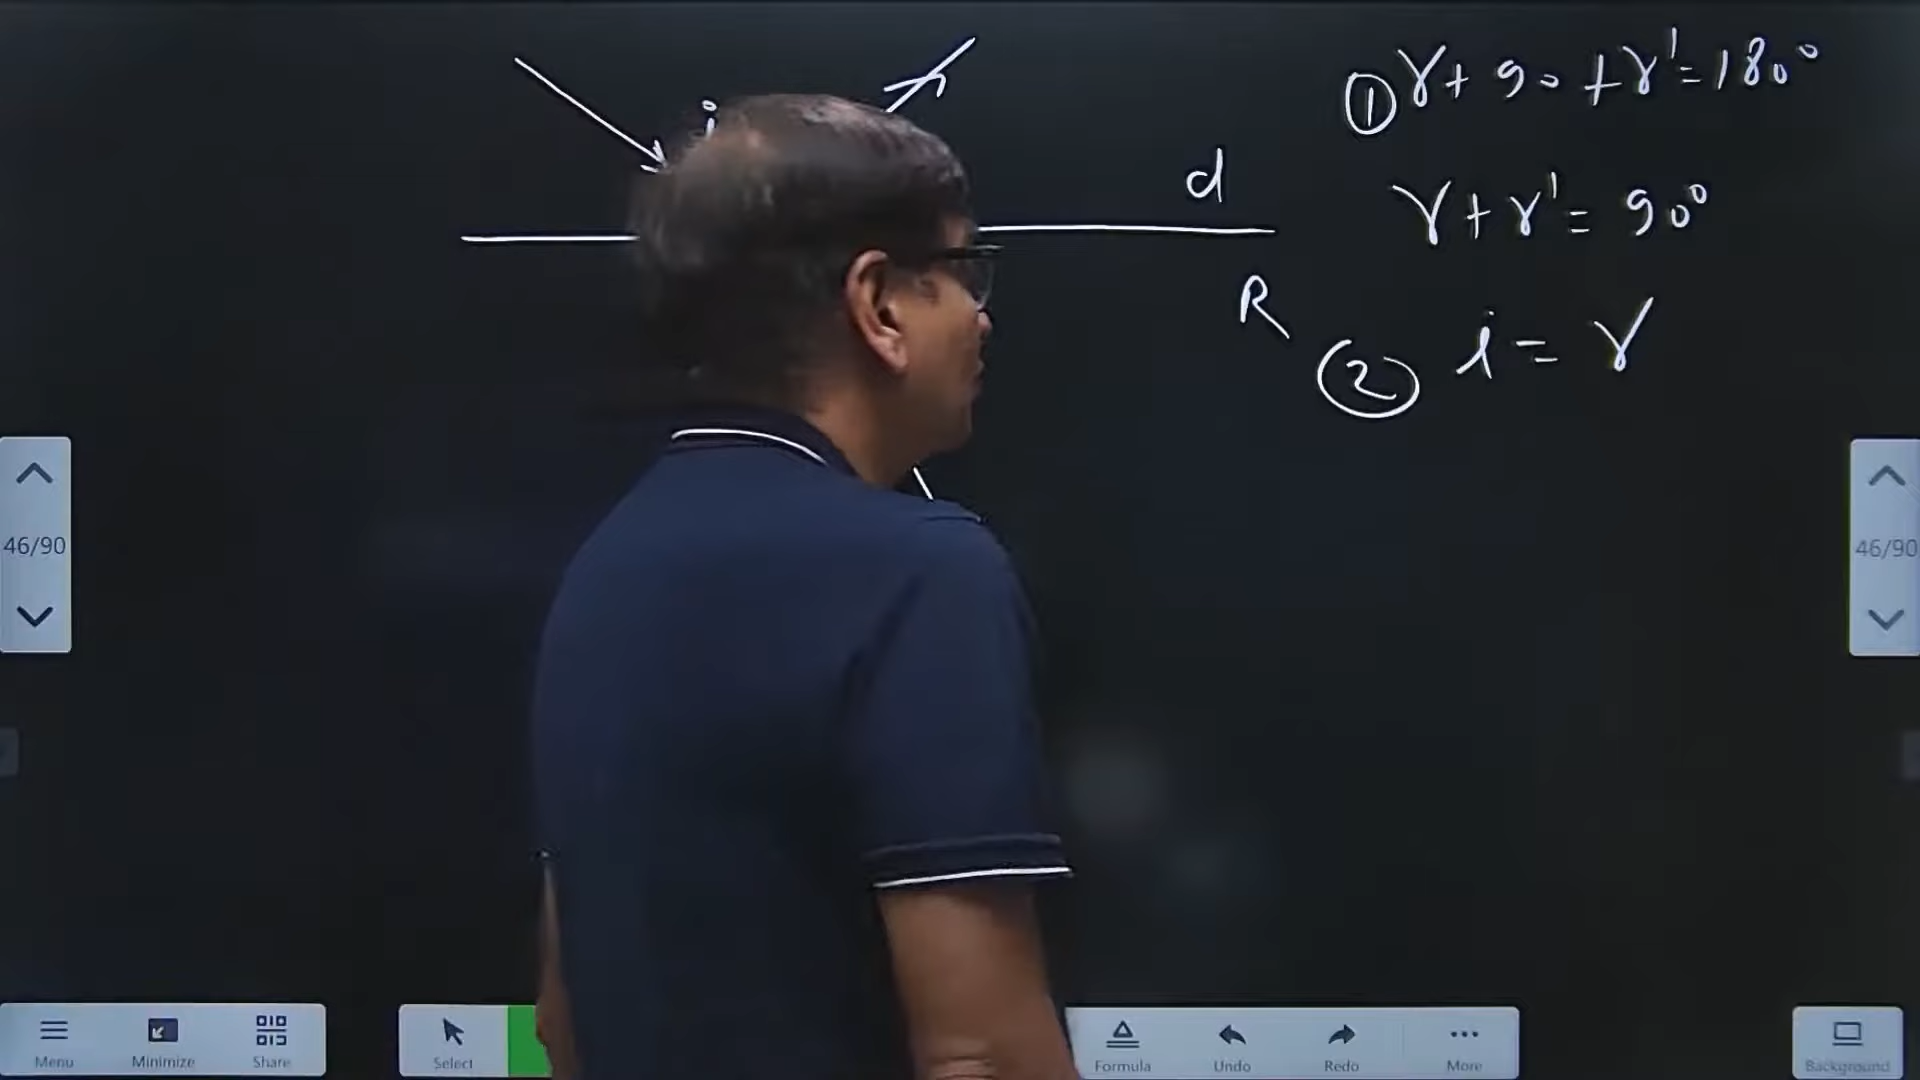 i
d
R
① r + 90 + r' = 180°
r + r' = 90°
② i = r
46/90
46/90
Menu
Minimize
Share
Select
Formula
Undo
Redo
More
Background